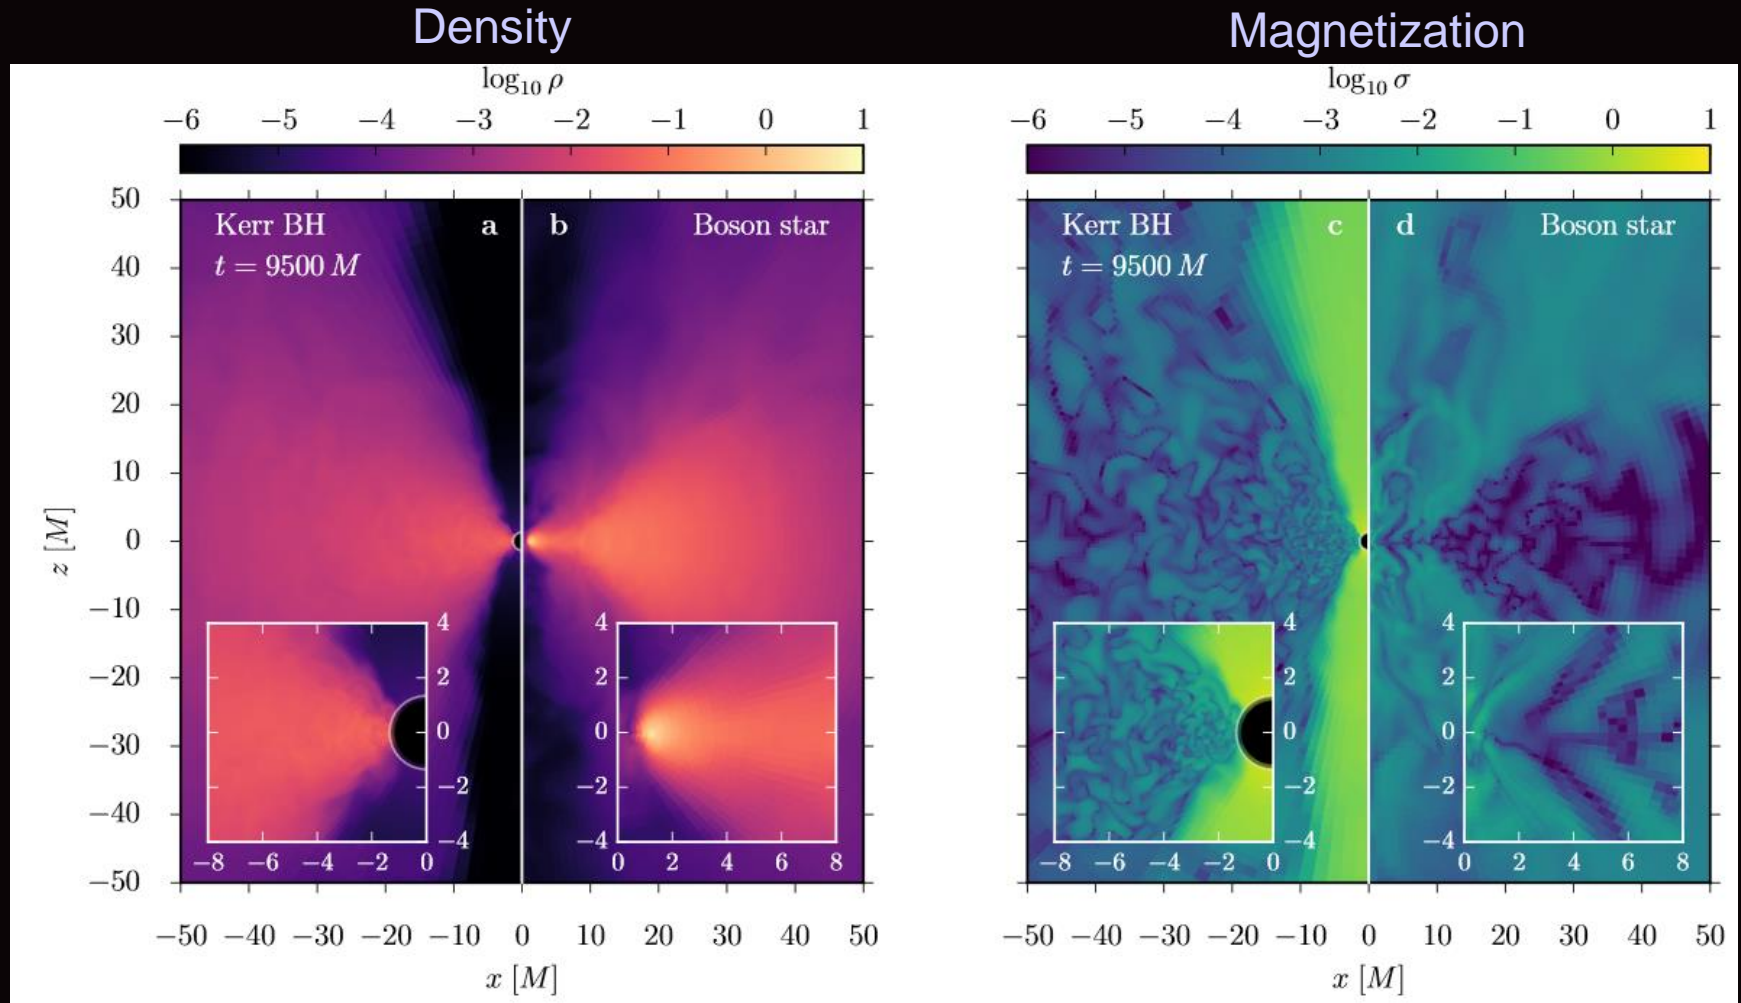 Density
Magnetization
log₁₀ ρ
−6 −5 −4 −3 −2 −1 0 1
log₁₀ σ
−6 −5 −4 −3 −2 −1 0 1
z [M]
50
40
30
20
10
0
−10
−20
−30
−40
−50
Kerr BH
t = 9500 M
a
b
Boson star
4
2
0
−2
−4
−8 −6 −4 −2 0
4
2
0
−2
−4
0 2 4 6 8
−50 −40 −30 −20 −10 0 10 20 30 40 50
x [M]
Kerr BH
t = 9500 M
c
d
Boson star
4
2
0
−2
−4
−8 −6 −4 −2 0
4
2
0
−2
−4
0 2 4 6 8
−50 −40 −30 −20 −10 0 10 20 30 40 50
x [M]